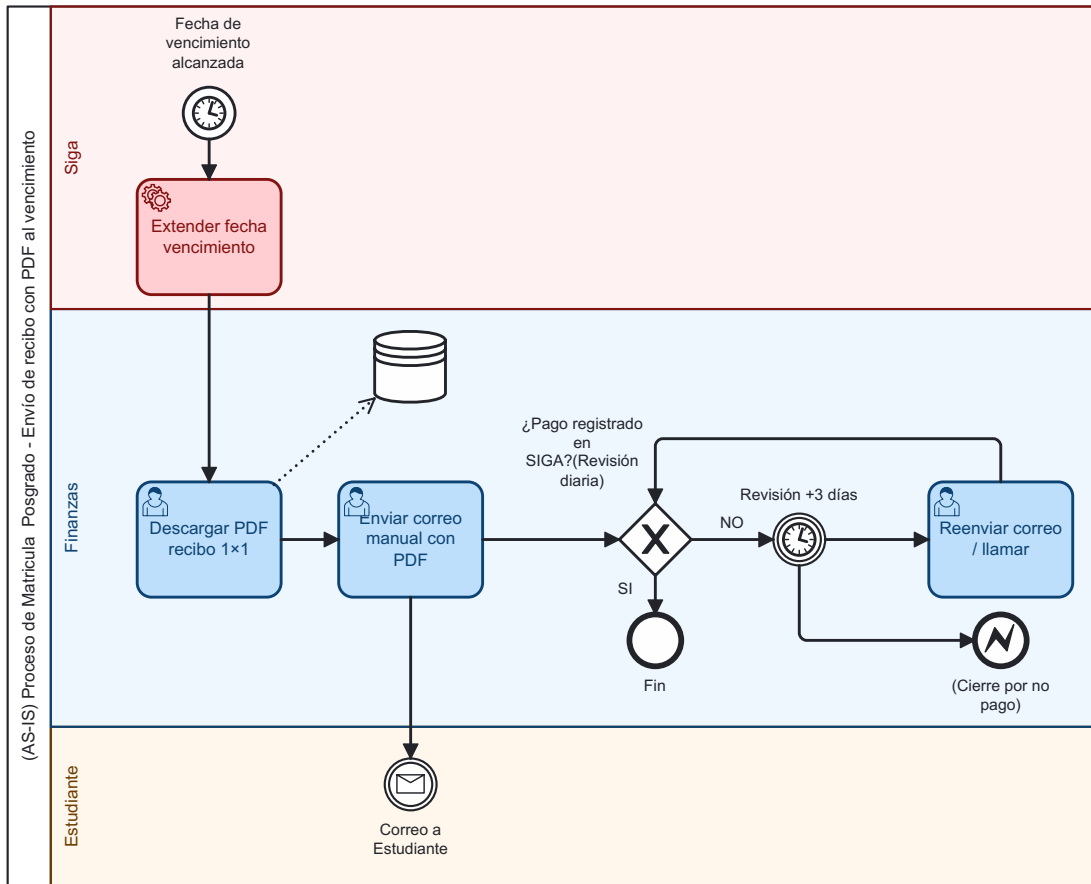 (AS-IS) Proceso de Matricula Posgrado - Envío de recibo con PDF al vencimiento
Siga
Fecha de
vencimiento
alcanzada
Extender fecha
vencimiento
Finanzas
Descargar PDF
recibo 1×1
Enviar correo
manual con
PDF
¿Pago registrado
en
SIGA?(Revisión
diaria)
NO
SI
Fin
Revisión +3 días
Reenviar correo
/ llamar
(Cierre por no
pago)
Estudiante
Correo a
Estudiante